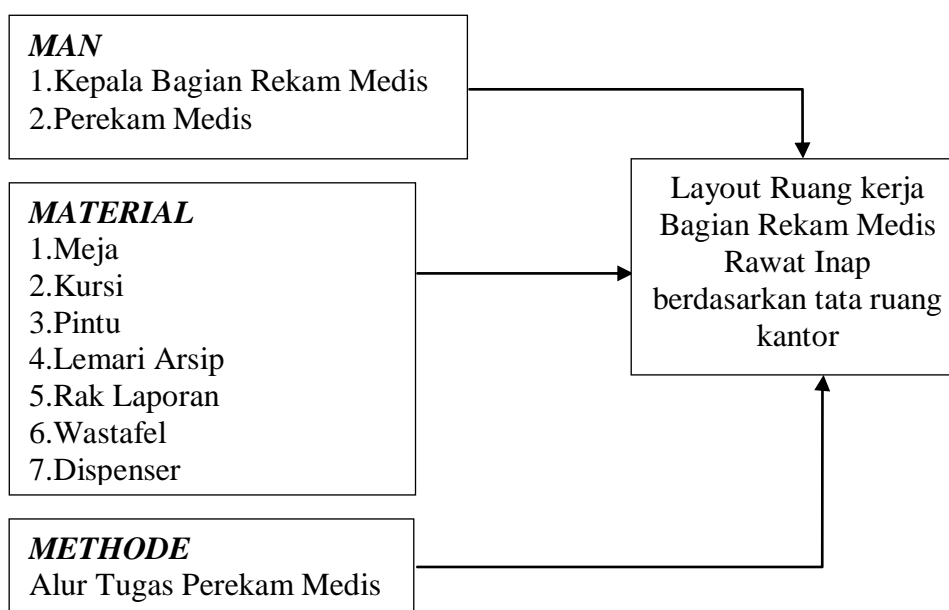 MAN
1.Kepala Bagian Rekam Medis
2.Perekam Medis
MATERIAL
1.Meja
2.Kursi
3.Pintu
4.Lemari Arsip
5.Rak Laporan
6.Wastafel
7.Dispenser
METHODE
Alur Tugas Perekam Medis
Layout Ruang kerja
Bagian Rekam Medis
Rawat Inap
berdasarkan tata ruang
kantor